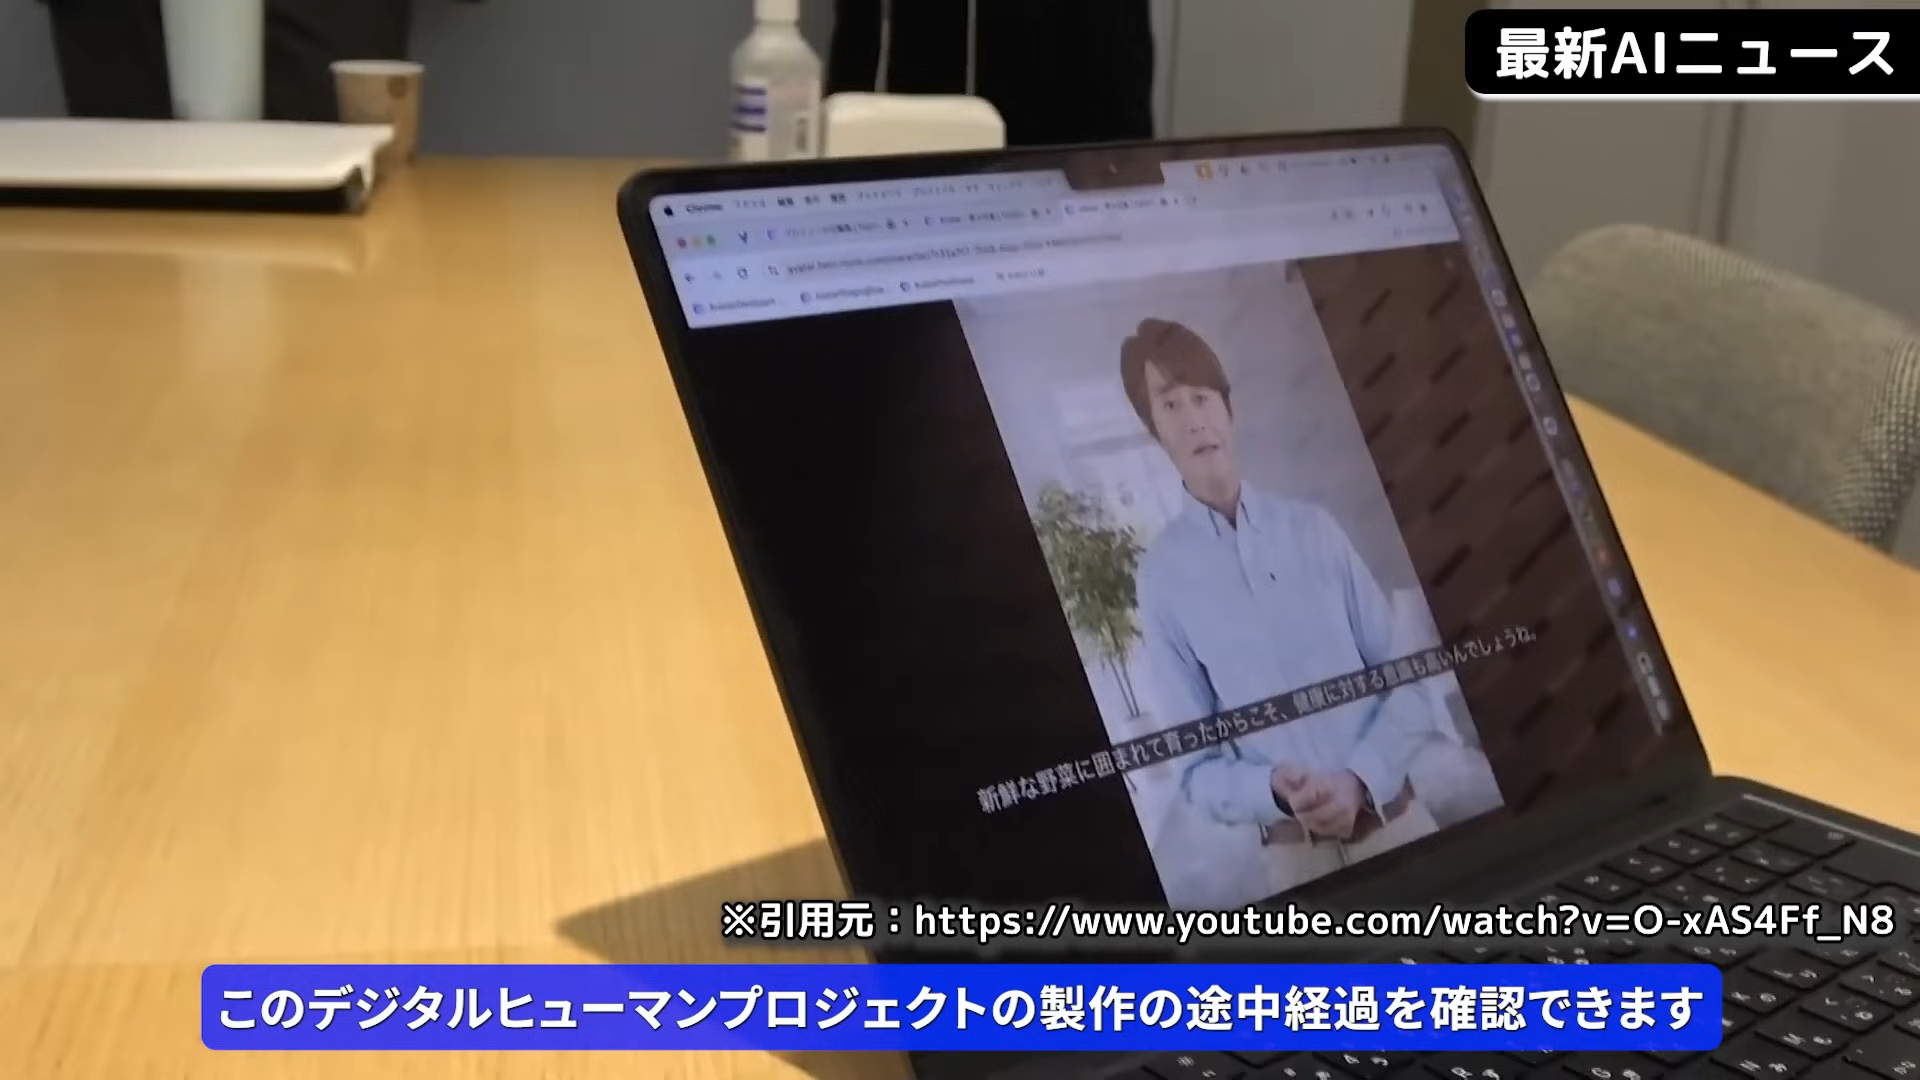 最新AIニュース
Chrome
新鮮な野菜に囲まれて育ったからこそ、健康に対する意識も高いんでしょうね。
※引用元：https://www.youtube.com/watch?v=O-xAS4Ff_N8
このデジタルヒューマンプロジェクトの製作の途中経過を確認できます